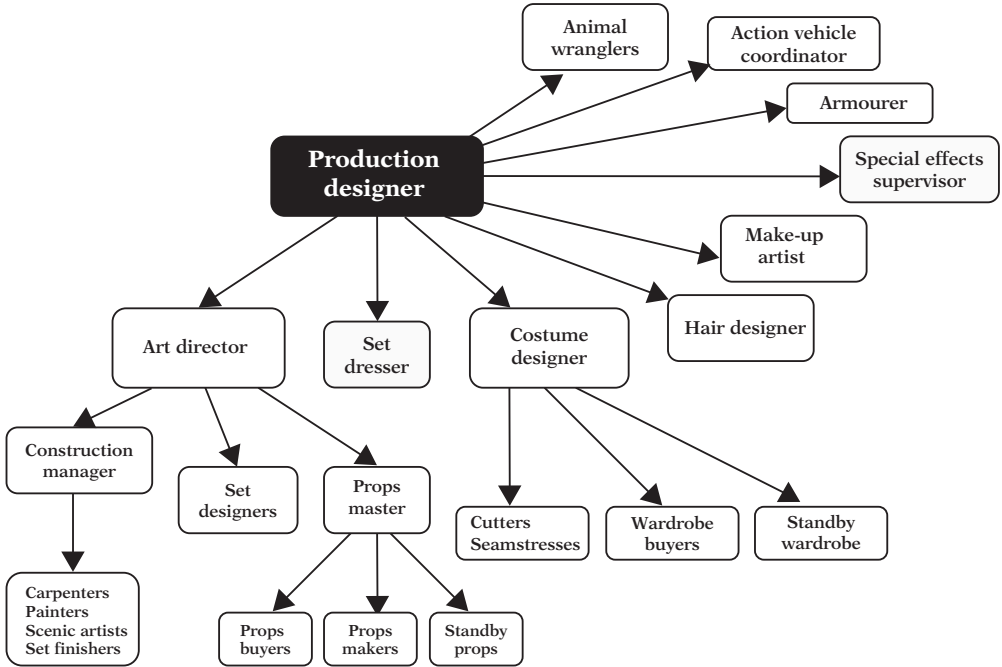 Animal
wranglers
Action vehicle
coordinator
Armourer
Production
designer
Special effects
supervisor
Make-up
artist
Hair designer
Art director
Set
dresser
Costume
designer
Construction
manager
Set
designers
Props
master
Cutters
Seamstresses
Wardrobe
buyers
Standby
wardrobe
Carpenters
Painters
Scenic artists
Set finishers
Props
buyers
Props
makers
Standby
props